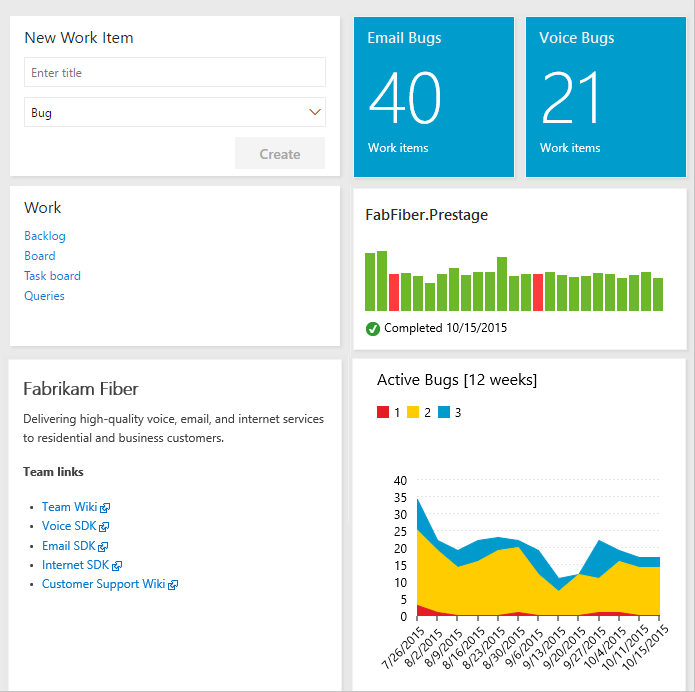 New Work Item
Enter title
Bug
Create
Email Bugs
40
Work items
Voice Bugs
21
Work items
Work
Backlog
Board
Task board
Queries
FabFiber.Prestage
Completed 10/15/2015
Fabrikam Fiber
Delivering high-quality voice, email, and internet services
to residential and business customers.
Team links
Team Wiki
Voice SDK
Email SDK
Internet SDK
Customer Support Wiki
Active Bugs [12 weeks]
1 2 3
40
35
30
25
20
15
10
5
0
7/26/2015
8/2/2015
8/9/2015
8/16/2015
8/23/2015
8/30/2015
9/6/2015
9/13/2015
9/20/2015
9/27/2015
10/4/2015
10/11/2015
10/15/2015